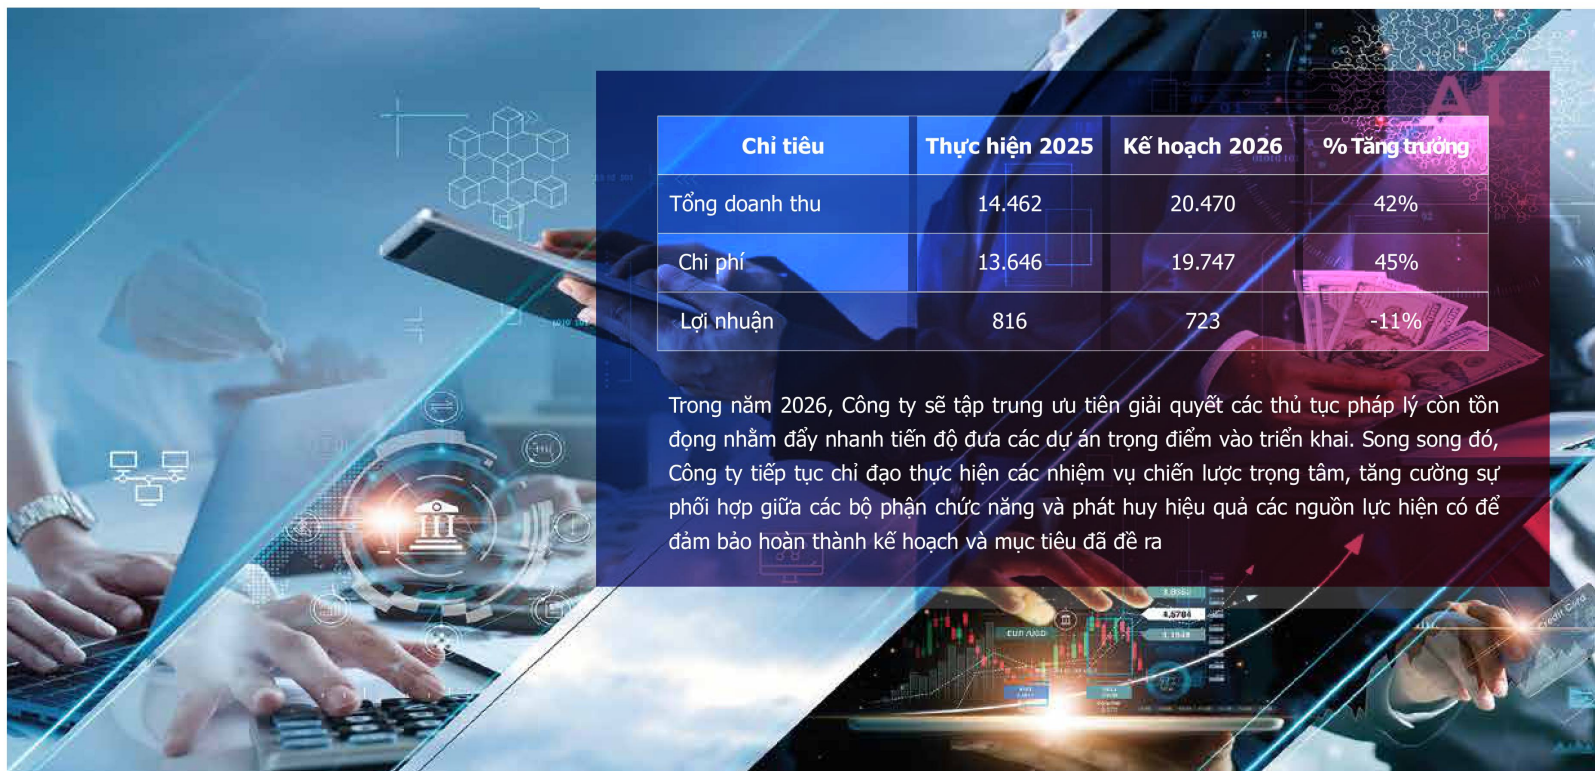 AI
Chỉ tiêu Thực hiện 2025 Kế hoạch 2026 % Tăng trưởng
Tổng doanh thu 14.462 20.470 42%
Chi phí 13.646 19.747 45%
Lợi nhuận 816 723 -11%
Trong năm 2026, Công ty sẽ tập trung ưu tiên giải quyết các thủ tục pháp lý còn tồn
đọng nhằm đẩy nhanh tiến độ đưa các dự án trọng điểm vào triển khai. Song song đó,
Công ty tiếp tục chỉ đạo thực hiện các nhiệm vụ chiến lược trọng tâm, tăng cường sự
phối hợp giữa các bộ phận chức năng và phát huy hiệu quả các nguồn lực hiện có để
đảm bảo hoàn thành kế hoạch và mục tiêu đã đề ra
EUR/USD
Credit Card